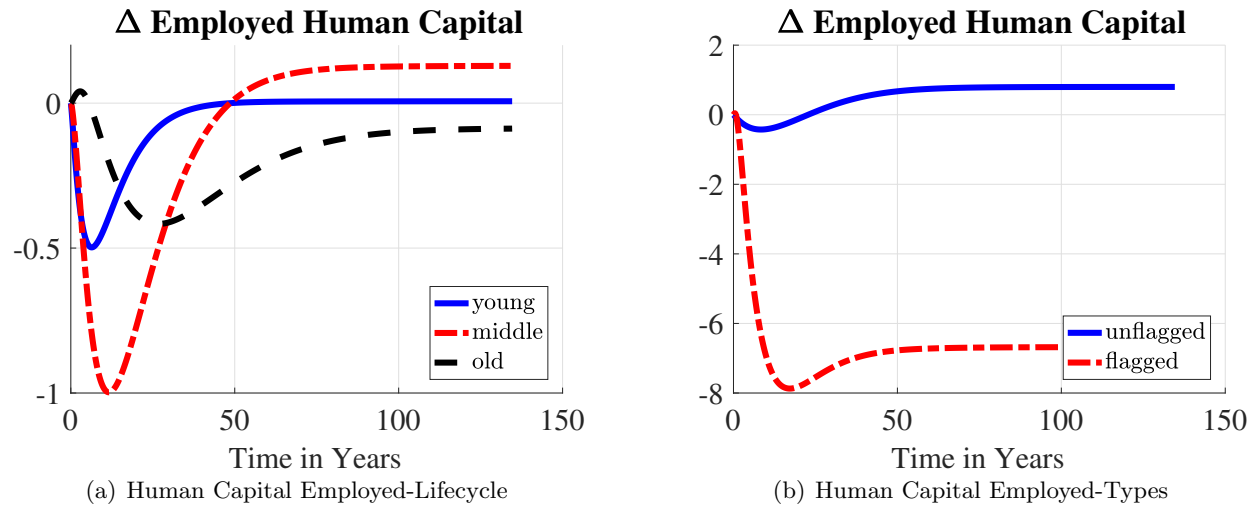 Δ Employed Human Capital
0
-0.5
-1
0
50
100
150
young
middle
old
Time in Years
(a) Human Capital Employed-Lifecycle
Δ Employed Human Capital
2
0
-2
-4
-6
-8
0
50
100
150
unflagged
flagged
Time in Years
(b) Human Capital Employed-Types